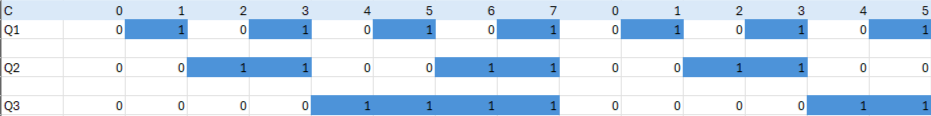 C 0 1 2 3 4 5 6 7 0 1 2 3 4 5
Q1 0 1 0 1 0 1 0 1 0 1 0 1 0 1
Q2 0 0 1 1 0 0 1 1 0 0 1 1 0 0
Q3 0 0 0 0 1 1 1 1 0 0 0 0 1 1